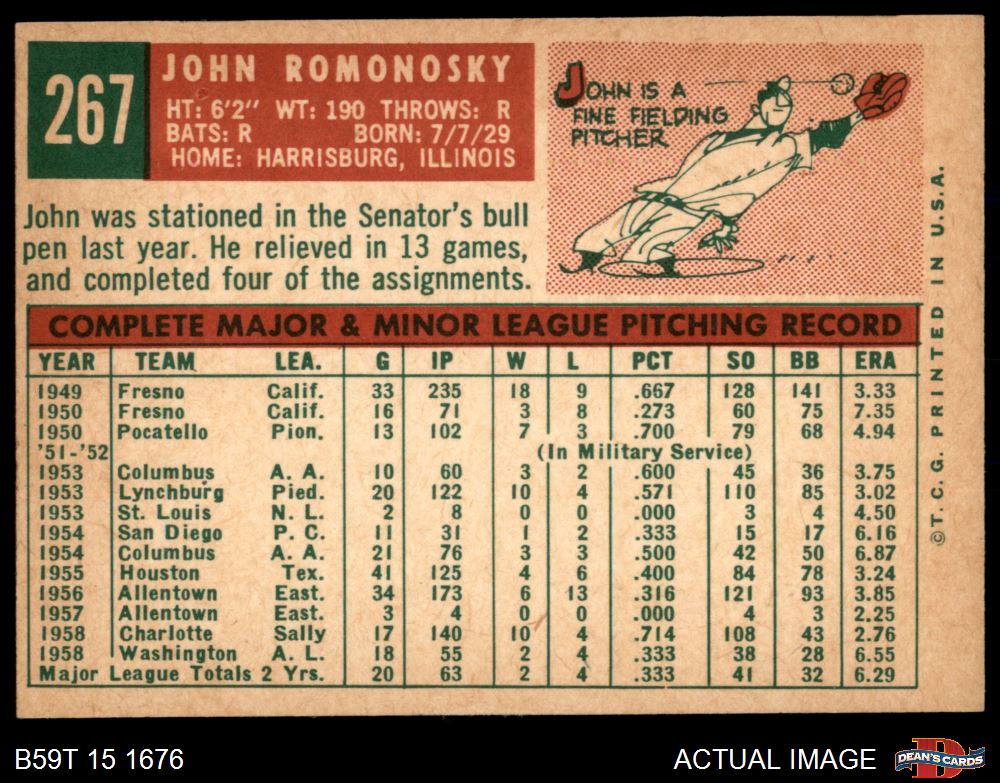 267
JOHN ROMONOSKY
HT: 6'2" WT: 190 THROWS: R
BATS: R BORN: 7/7/29
HOME: HARRISBURG, ILLINOIS
JOHN IS A
FINE FIELDING
PITCHER
John was stationed in the Senator's bull
pen last year. He relieved in 13 games,
and completed four of the assignments.
COMPLETE MAJOR & MINOR LEAGUE PITCHING RECORD
YEAR TEAM LEA. G IP W L PCT SO BB ERA
1949 Fresno Calif. 33 235 18 9 .667 128 141 3.33
1950 Fresno Calif. 16 71 3 8 .273 60 75 7.35
1950 Pocatello Pion. 13 102 7 3 .700 79 68 4.94
'51-'52 (In Military Service)
1953 Columbus A. A. 10 60 3 2 .600 45 36 3.75
1953 Lynchburg Pied. 20 122 10 4 .571 110 85 3.02
1953 St. Louis N. L. 2 8 0 0 .000 3 4 4.50
1954 San Diego P. C. 11 31 1 2 .333 15 17 6.16
1954 Columbus A. A. 21 76 3 3 .500 42 50 6.87
1955 Houston Tex. 41 125 4 6 .400 84 78 3.24
1956 Allentown East. 34 173 6 13 .316 121 93 3.85
1957 Allentown East. 3 4 0 0 .000 4 3 2.25
1958 Charlotte Sally 17 140 10 4 .714 108 43 2.76
1958 Washington A. L. 18 55 2 4 .333 38 28 6.55
Major League Totals 2 Yrs. 20 63 2 4 .333 41 32 6.29
©T. C. G. PRINTED IN U.S.A.
B59T 15 1676
ACTUAL IMAGE
D
DEAN'S CARDS